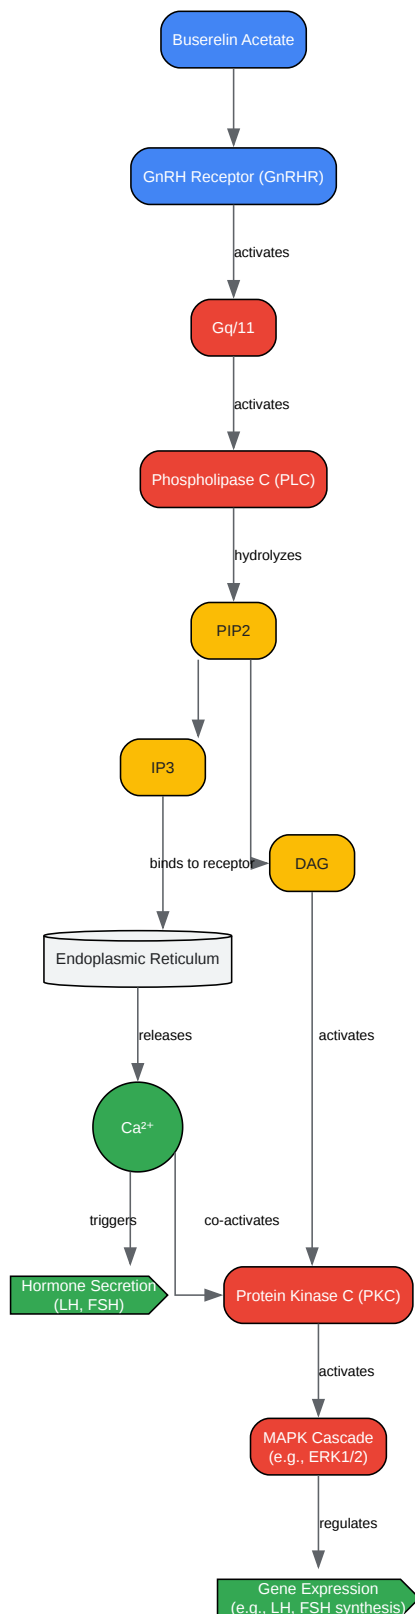 Buserelin Acetate
GnRH Receptor (GnRHR)
activates
Gq/11
activates
Phospholipase C (PLC)
hydrolyzes
PIP2
IP3
binds to receptor
DAG
Endoplasmic Reticulum
releases
activates
Ca²⁺
triggers
co-activates
Hormone Secretion
(LH, FSH)
Protein Kinase C (PKC)
activates
MAPK Cascade
(e.g., ERK1/2)
regulates
Gene Expression
(e.g., LH, FSH synthesis)